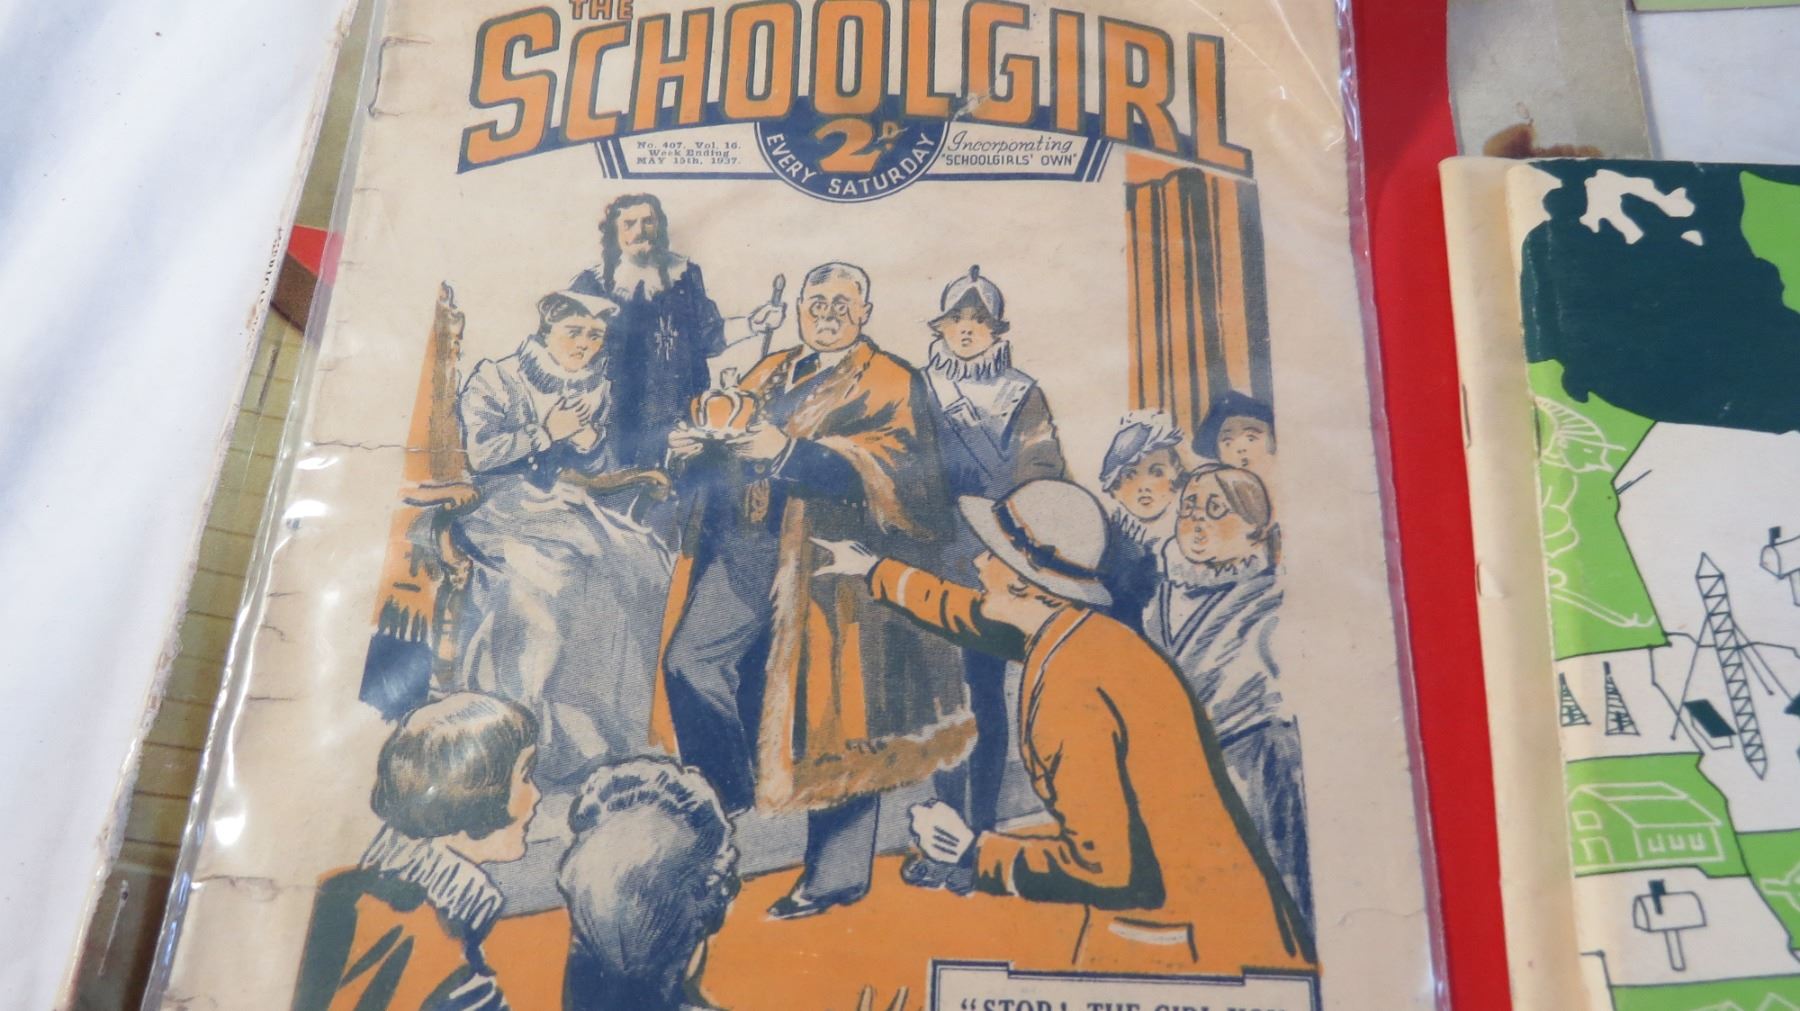 THE
SCHOOLGIRL
No. 407. Vol. 16.
Week Ending
MAY 15th, 1937.
2D
EVERY SATURDAY
Incorporating
"SCHOOLGIRLS' OWN"
"STOP! THE GIRL YOU